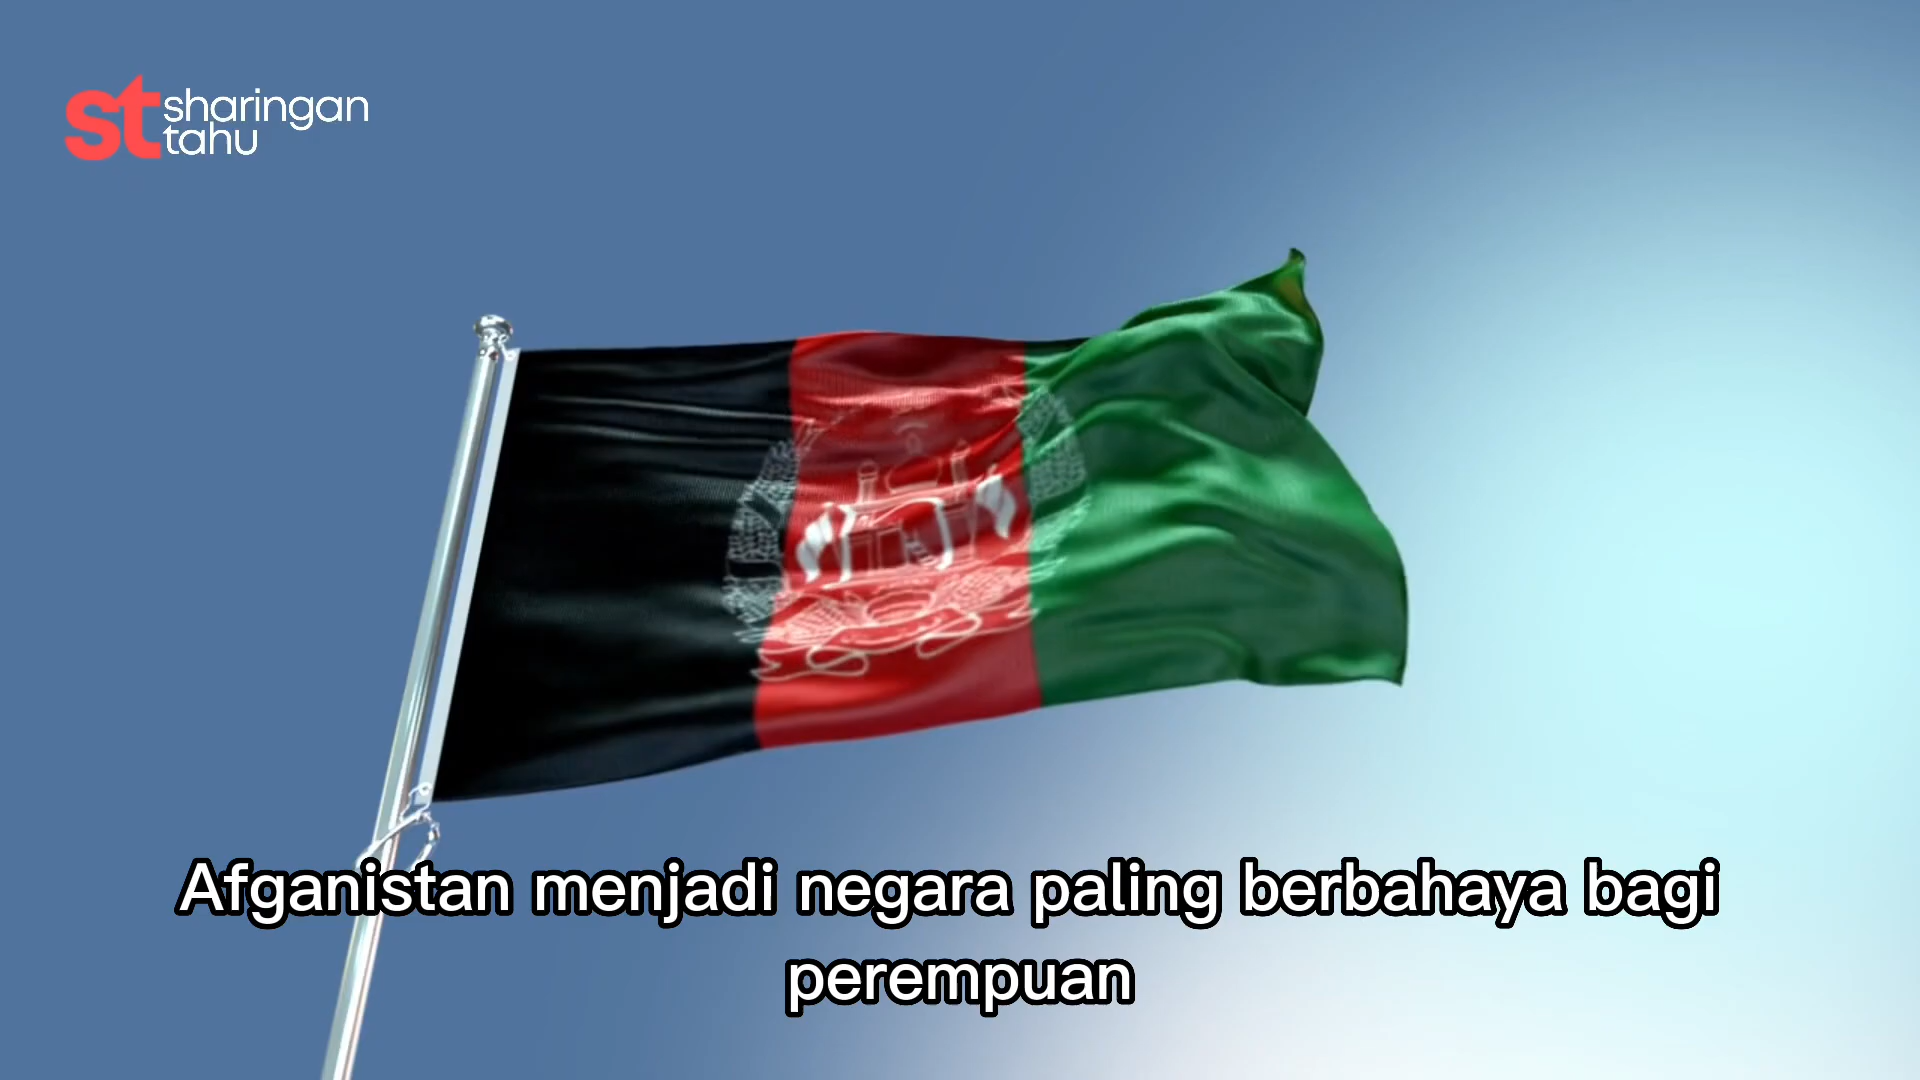 sharingan
tahu
st
Afganistan menjadi negara paling berbahaya bagi
perempuan